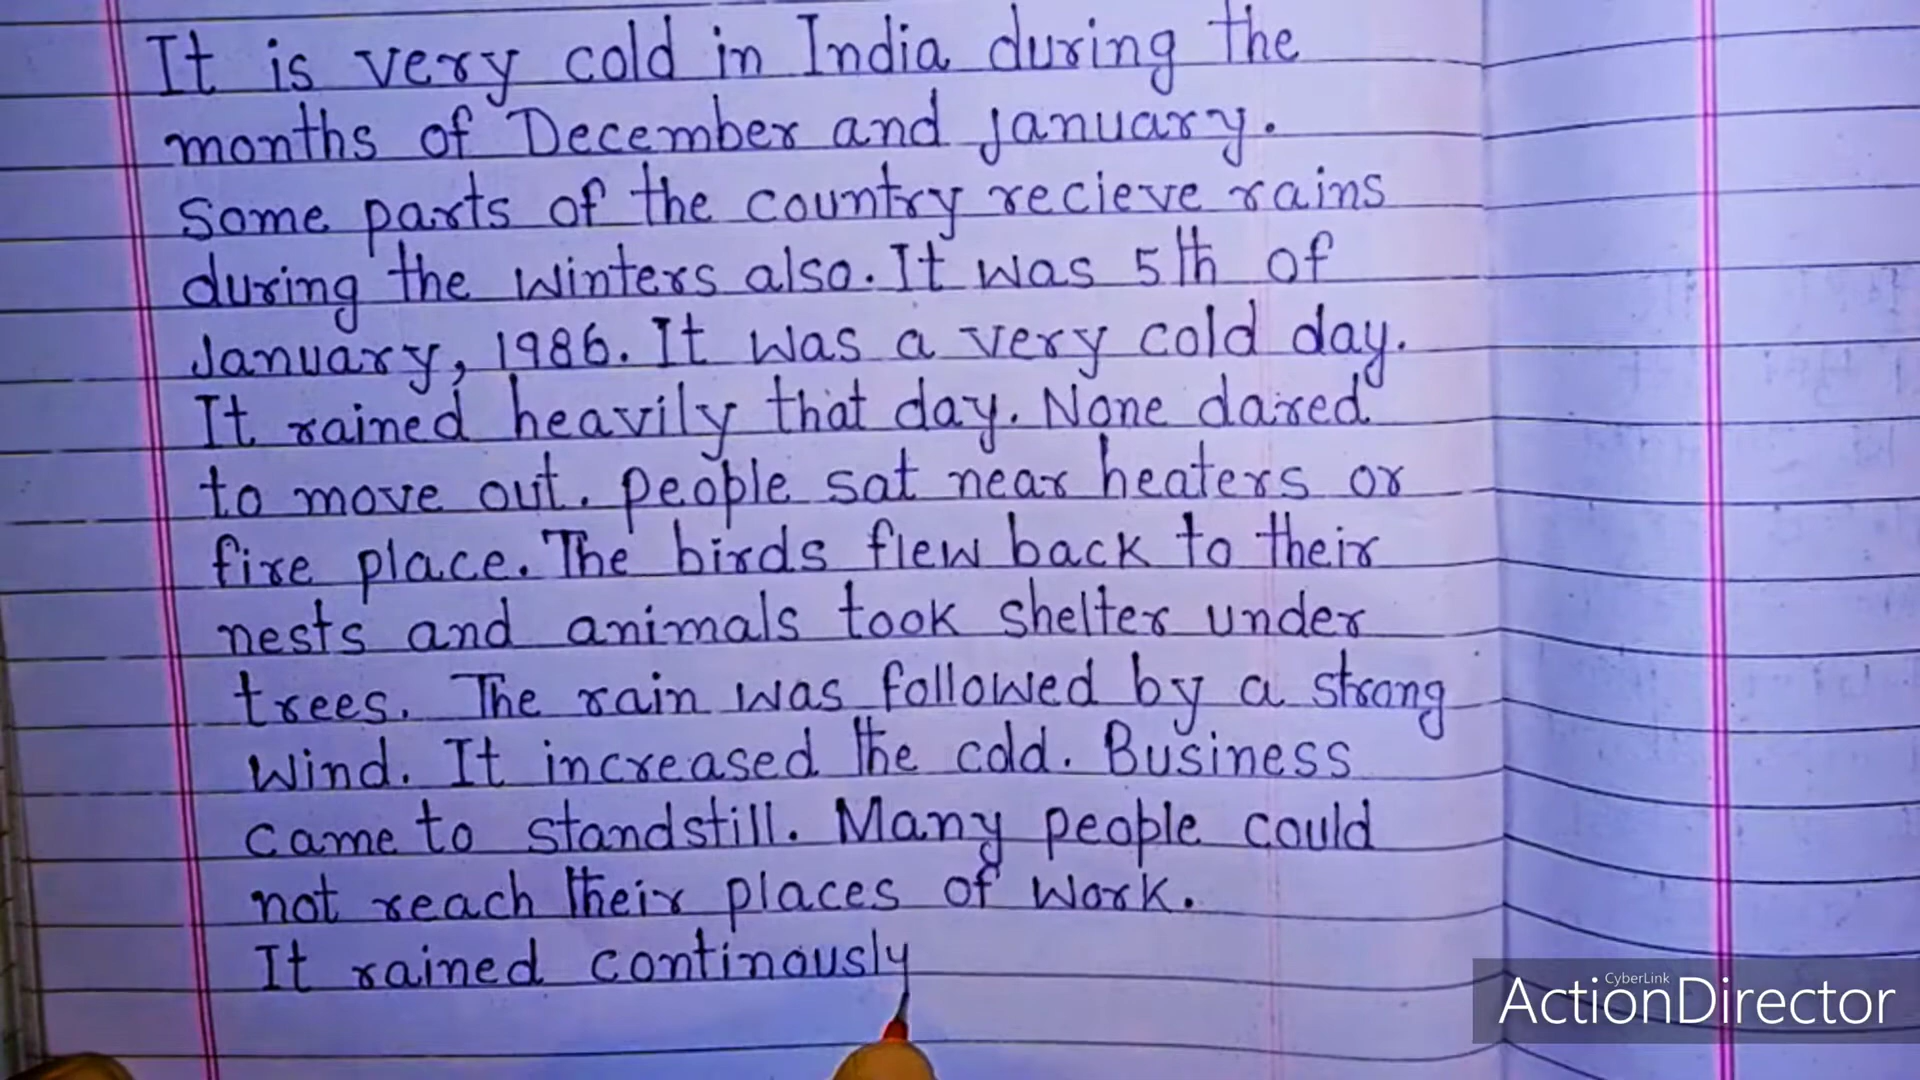 It is very cold in India during the
months of December and January.
Some parts of the country recieve rains
during the winters also. It was 5th of
January, 1986. It was a very cold day.
It rained heavily that day. None dared
to move out. People sat near heaters or
fire place. The birds flew back to their
nests and animals took shelter under
trees. The rain was followed by a strong
wind. It increased the cold. Business
came to standstill. Many people could
not reach their places of work.
It rained continously
CyberLink
ActionDirector